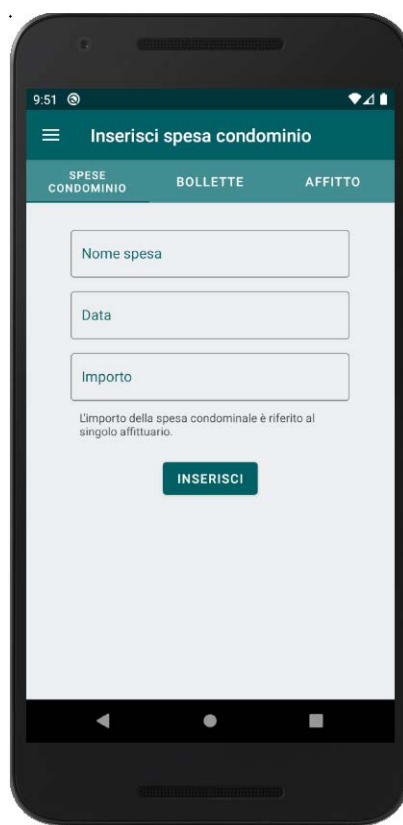 9:51
Inserisci spesa condominio
SPESE
CONDOMINIO
BOLLETTE
AFFITTO
Nome spesa
Data
Importo
L'importo della spesa condominale è riferito al
singolo affittuario.
INSERISCI